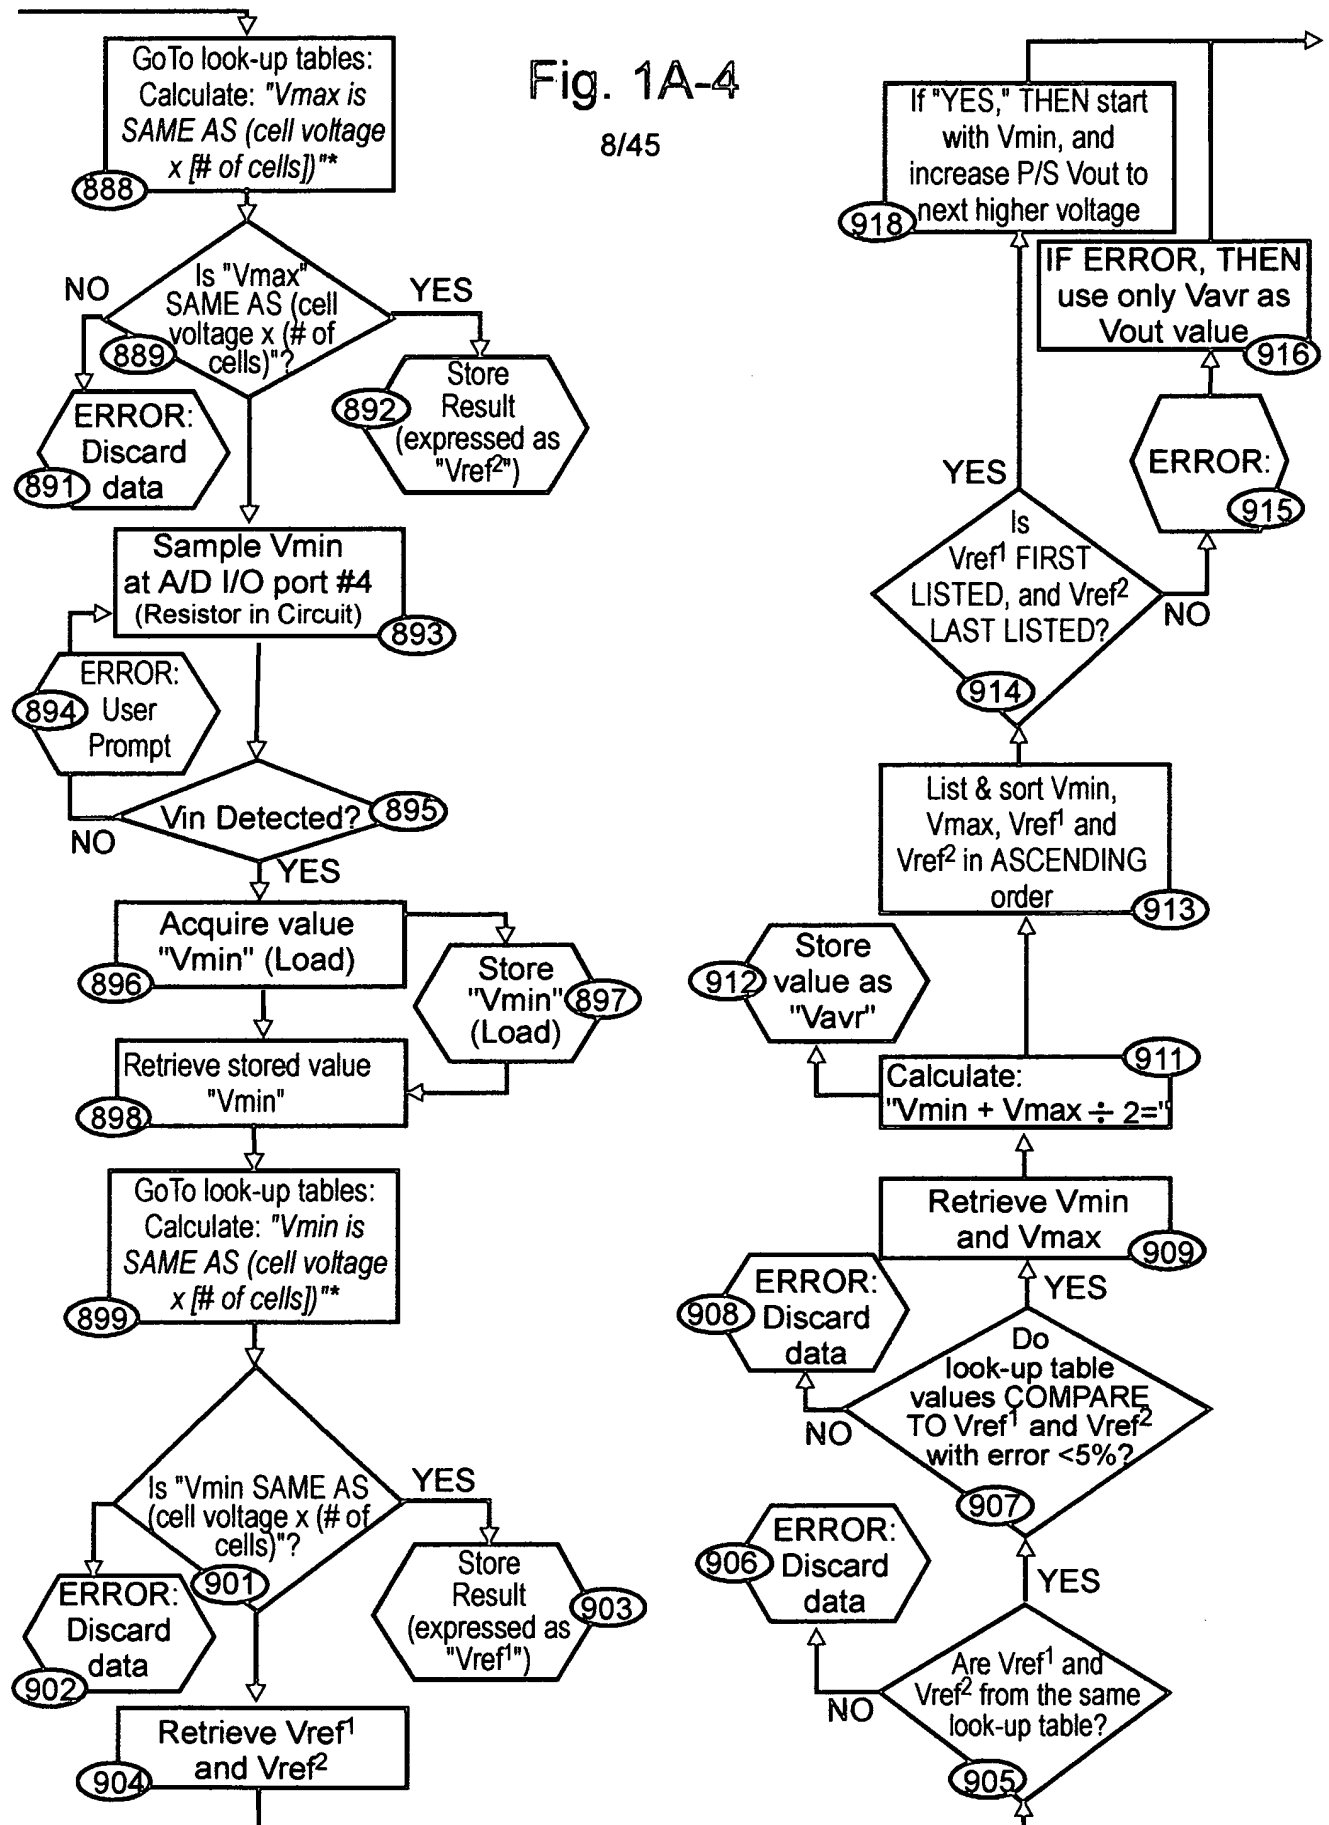 Fig. 1A-4
8/45
GoTo look-up tables:
Calculate: "Vmax is
SAME AS (cell voltage
x [# of cells])"*
888
Is "Vmax"
SAME AS (cell
voltage x (# of
cells)"?
889
NO
YES
ERROR:
Discard
data
891
Store
Result
(expressed as
"Vref²")
892
Sample Vmin
at A/D I/O port #4
(Resistor in Circuit)
893
ERROR:
User
Prompt
894
Vin Detected?
895
NO
YES
Acquire value
"Vmin" (Load)
896
Store
"Vmin"
(Load)
897
Retrieve stored value
"Vmin"
898
GoTo look-up tables:
Calculate: "Vmin is
SAME AS (cell voltage
x [# of cells])"*
899
Is "Vmin SAME AS
(cell voltage x (# of
cells)"?
901
YES
ERROR:
Discard
data
902
Store
Result
(expressed as
"Vref¹")
903
Retrieve Vref¹
and Vref²
904
If "YES," THEN start
with Vmin, and
increase P/S Vout to
next higher voltage
918
IF ERROR, THEN
use only Vavr as
Vout value
916
ERROR:
915
YES
Is
Vref¹ FIRST
LISTED, and Vref²
LAST LISTED?
914
NO
List & sort Vmin,
Vmax, Vref¹ and
Vref² in ASCENDING
order
913
Store
value as
"Vavr"
912
Calculate:
"Vmin + Vmax ÷ 2="
911
Retrieve Vmin
and Vmax
909
ERROR:
Discard
data
908
YES
Do
look-up table
values COMPARE
TO Vref¹ and Vref²
with error <5%?
907
NO
ERROR:
Discard
data
906
YES
Are Vref¹ and
Vref² from the same
look-up table?
905
NO